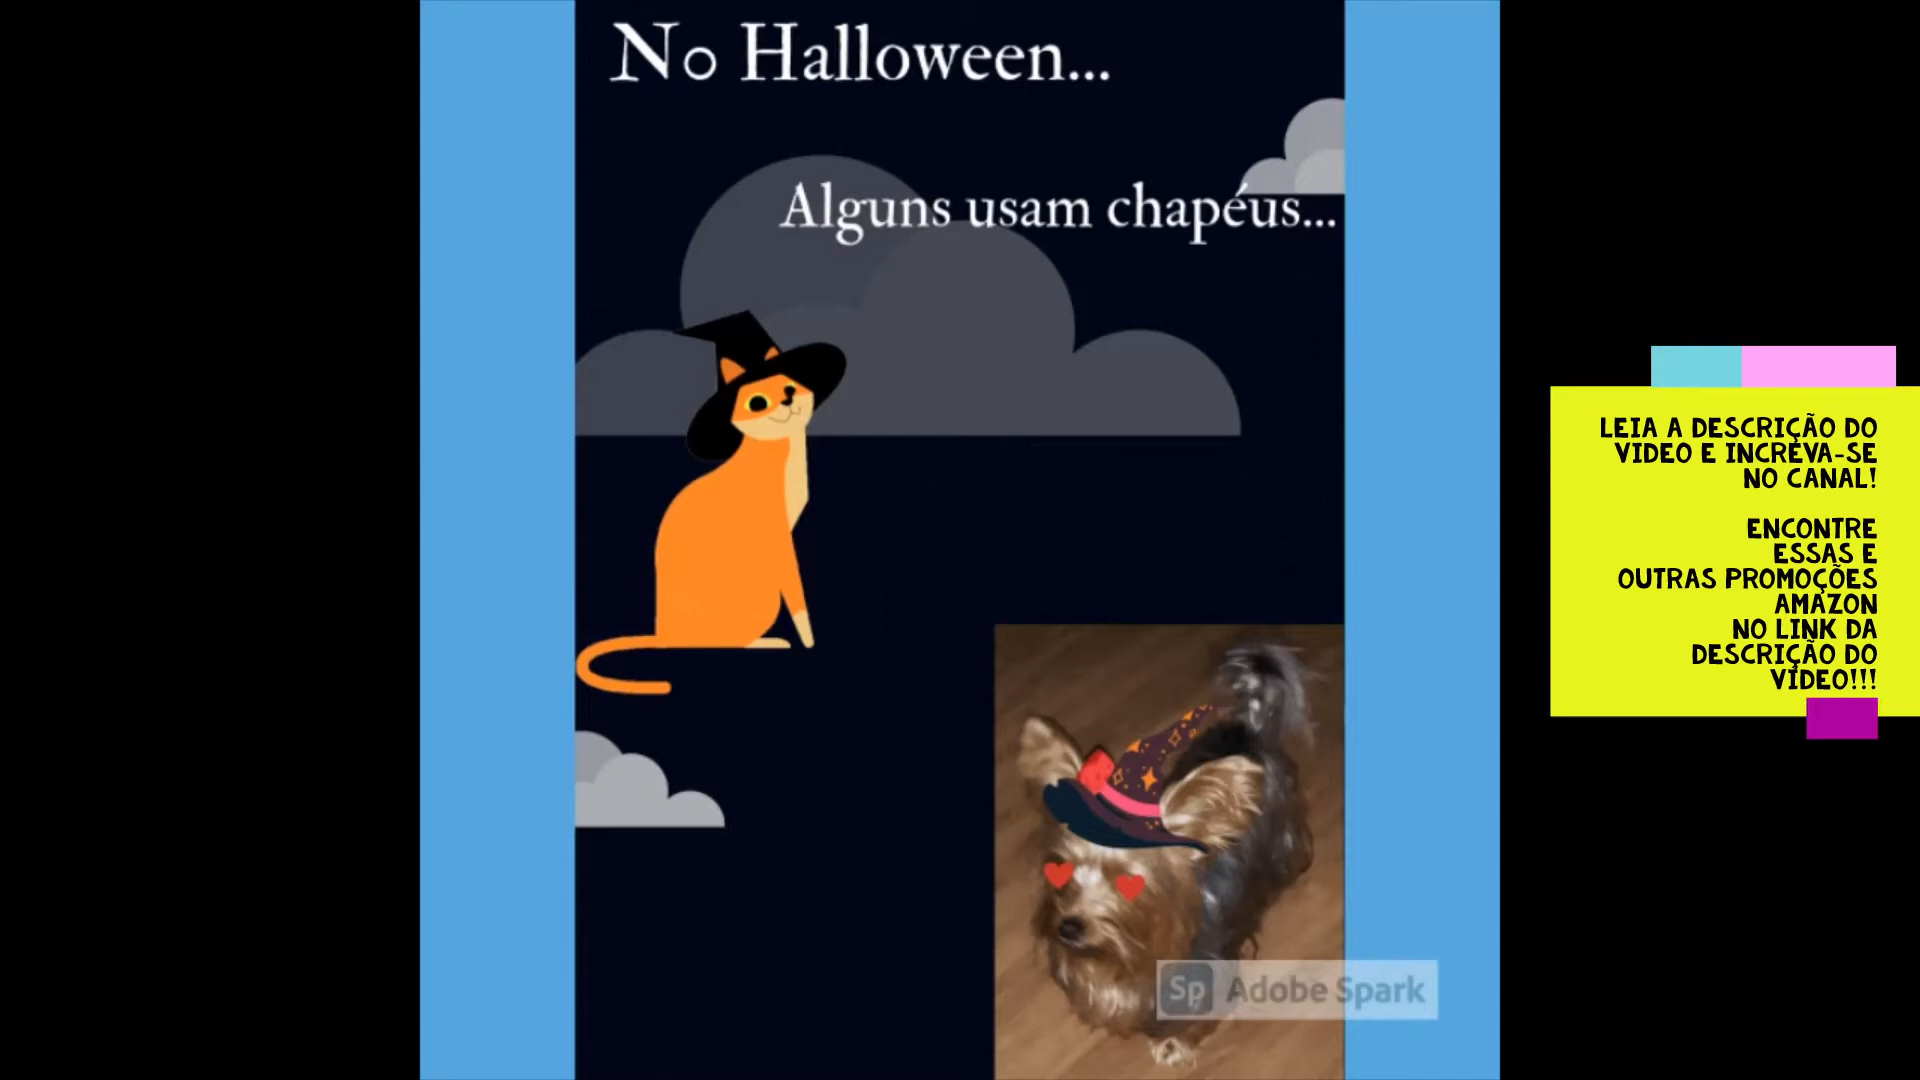 No Halloween...
Alguns usam chapéus...
LEIA A DESCRIÇÃO DO
VIDEO E INCREVA-SE
NO CANAL!
ENCONTRE
ESSAS E
OUTRAS PROMOÇÕES
AMAZON
NO LINK DA
DESCRIÇÃO DO
VÍDEO!!!
Sp Adobe Spark